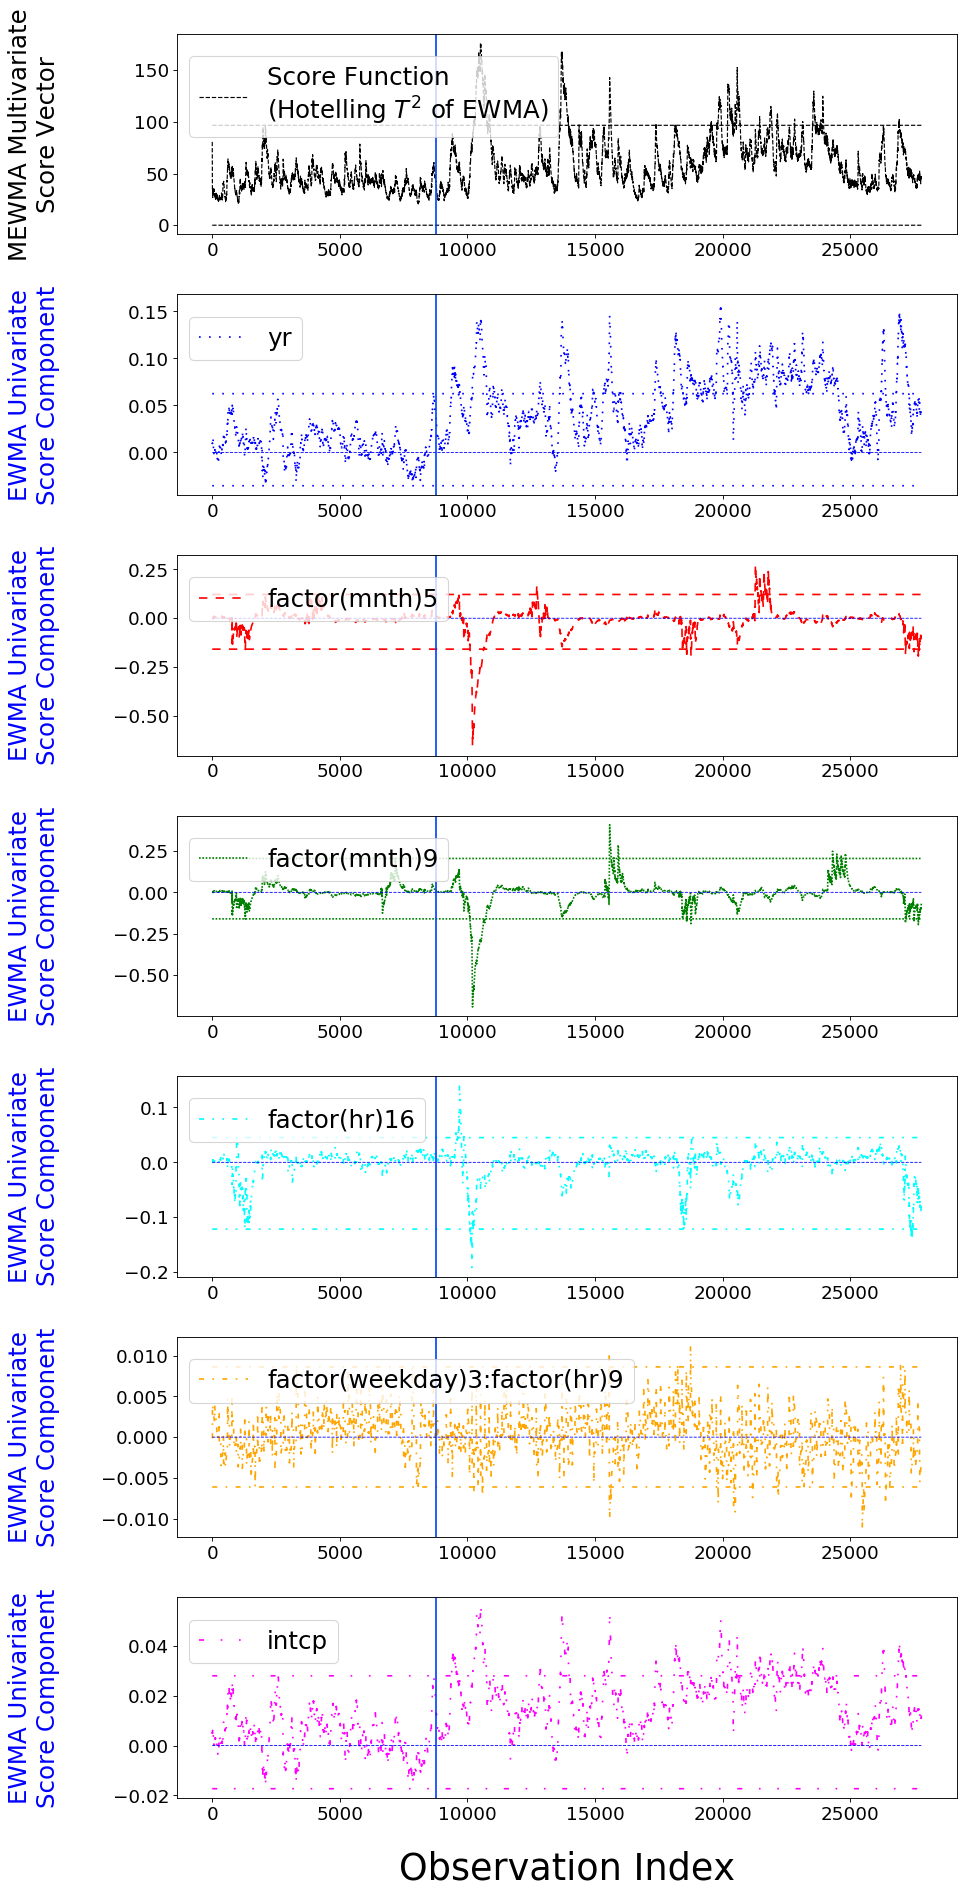 MEWMA Multivariate
Score Vector
150
100
50
0
Score Function
(Hotelling T² of EWMA)
0 5000 10000 15000 20000 25000
EWMA Univariate
Score Component
0.15
0.10
0.05
0.00
yr
0 5000 10000 15000 20000 25000
EWMA Univariate
Score Component
0.25
0.00
−0.25
−0.50
factor(mnth)5
0 5000 10000 15000 20000 25000
EWMA Univariate
Score Component
0.25
0.00
−0.25
−0.50
factor(mnth)9
0 5000 10000 15000 20000 25000
EWMA Univariate
Score Component
0.1
0.0
−0.1
−0.2
factor(hr)16
0 5000 10000 15000 20000 25000
EWMA Univariate
Score Component
0.010
0.005
0.000
−0.005
−0.010
factor(weekday)3:factor(hr)9
0 5000 10000 15000 20000 25000
EWMA Univariate
Score Component
0.04
0.02
0.00
−0.02
intcp
0 5000 10000 15000 20000 25000
Observation Index